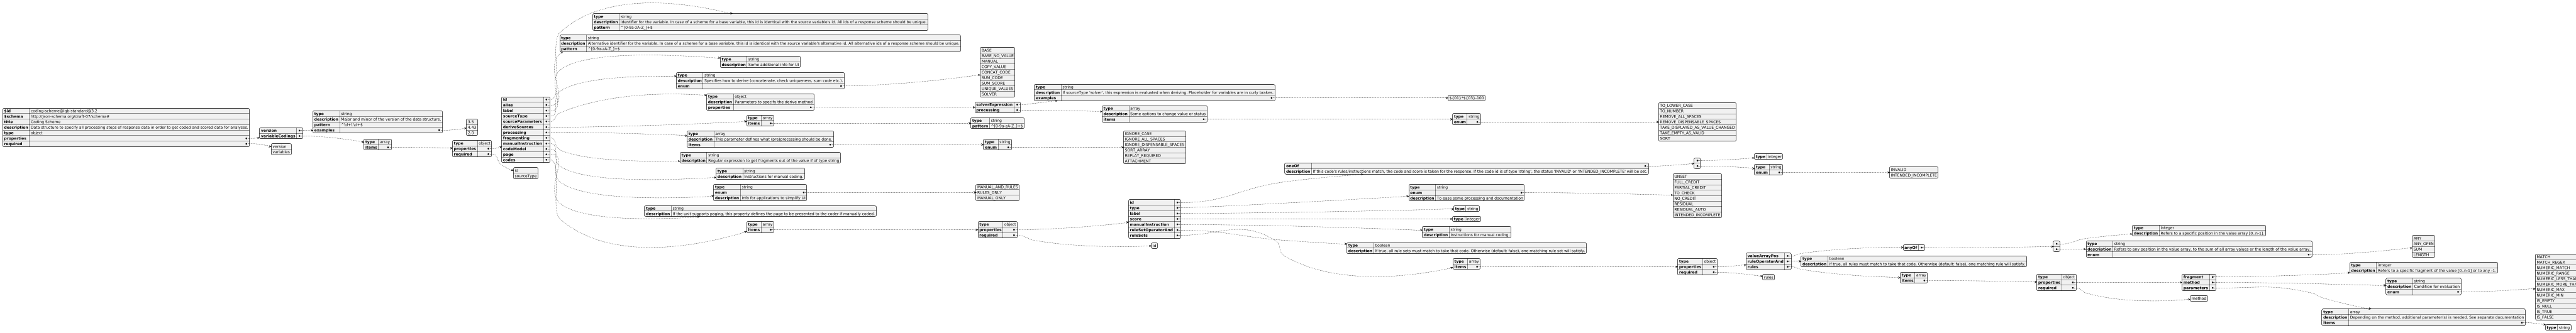 $id coding-scheme@iqb-standard@3.2
$schema http://json-schema.org/draft-07/schema#
title Coding Scheme
description Data structure to specify all processing steps of response data in order to get coded and scored data for analysis.
type object
properties
required
version
variableCodings
version
variables
type string
description Major and minor of the version of the data structure.
pattern ^\d+\.\d+$
examples
type array
items
type object
properties
required
id
sourceType
id
alias
label
sourceType
sourceParameters
deriveSources
processing
fragmenting
manualInstruction
codeModel
page
codes
type string
description Identifier for the variable. In case of a scheme for a base variable, this id is identical with the source variable's id. All ids of a response scheme should be unique.
pattern ^[0-9a-zA-Z_]+$
type string
description Alternative identifier for the variable. In case of a scheme for a base variable, this id is identical with the source variable's alternative id. All alternative ids of a response scheme should be unique.
pattern ^[0-9a-zA-Z_]+$
type string
description Some additional info for UI
type string
description Specifies how to derive (concatenate, check uniqueness, sum code etc.).
enum
BASE
BASE_NO_VALUE
MANUAL
COPY_VALUE
CONCAT_CODE
SUM_CODE
SUM_SCORE
UNIQUE_VALUES
SOLVER
type object
description Parameters to specify the derive method
properties
solverExpression
processing
type string
description If sourceType 'solver', this expression is evaluated when deriving. Placeholder for variables are in curly brakes.
examples
type array
description Some options to change value or status
items
type string
enum
TO_LOWER_CASE
TO_NUMBER
REMOVE_ALL_SPACES
REMOVE_DISPENSABLE_SPACES
TAKE_DISPLAYED_AS_VALUE_CHANGED
TAKE_EMPTY_AS_VALID
SORT
type array
items
type string
pattern ^[0-9a-zA-Z_]+$
type array
description This parameter defines what (pre)processing should be done.
items
type string
enum
IGNORE_CASE
IGNORE_ALL_SPACES
IGNORE_DISPENSABLE_SPACES
SORT_ARRAY
REPLAY_REQUIRED
ATTACHMENT
type string
description Regular expression to get fragments out of the value if of type string
type string
description Instructions for manual coding.
type string
enum
description Info for applications to simplify UI
MANUAL_AND_RULES
RULES_ONLY
MANUAL_ONLY
type string
description If the unit supports paging, this property defines the page to be presented to the coder if manually coded.
type array
items
type object
properties
required
id
id
type
label
score
manualInstruction
ruleSetOperatorAnd
ruleSets
oneOf
description If this code's rules/instructions match, the code and score is taken for the response. If the code id is of type 'string', the status 'INVALID' or 'INTENDED_INCOMPLETE' will be set
type integer
type string
enum
INVALID
INTENDED_INCOMPLETE
type string
enum
description To ease some processing and documentation
UNSET
FULL_CREDIT
PARTIAL_CREDIT
TO_CHECK
NO_CREDIT
RESIDUAL
RESIDUAL_AUTO
INTENDED_INCOMPLETE
type string
type integer
type string
description Instructions for manual coding.
type boolean
description If true, all rule sets must match to take that code. Otherwise (default: false), one matching rule set will satisfy.
type array
items
type object
properties
required
rules
valueArrayPos
ruleOperatorAnd
rules
anyOf
type integer
description Refers to a specific position in the value array [0..n-1].
type string
description Refers to any position in the value array, to the sum of all array values or the length of the value array.
enum
ANY
ANY_OPEN
SUM
LENGTH
type boolean
description If true, all rules must match to take that code. Otherwise (default: false), one matching rule will satisfy.
type array
items
type object
properties
required
method
fragment
method
parameters
type integer
description Refers to a specific fragment of the value [0..n-1] or to any -1.
type string
description Condition for evaluation
enum
MATCH
MATCH_REGEX
NUMERIC_MATCH
NUMERIC_RANGE
NUMERIC_LESS_THA
NUMERIC_MORE_THA
NUMERIC_MAX
NUMERIC_MIN
IS_EMPTY
IS_NULL
IS_TRUE
IS_FALSE
type array
description Depending on the method, additional parameter(s) is needed. See separate documentation
items
type string